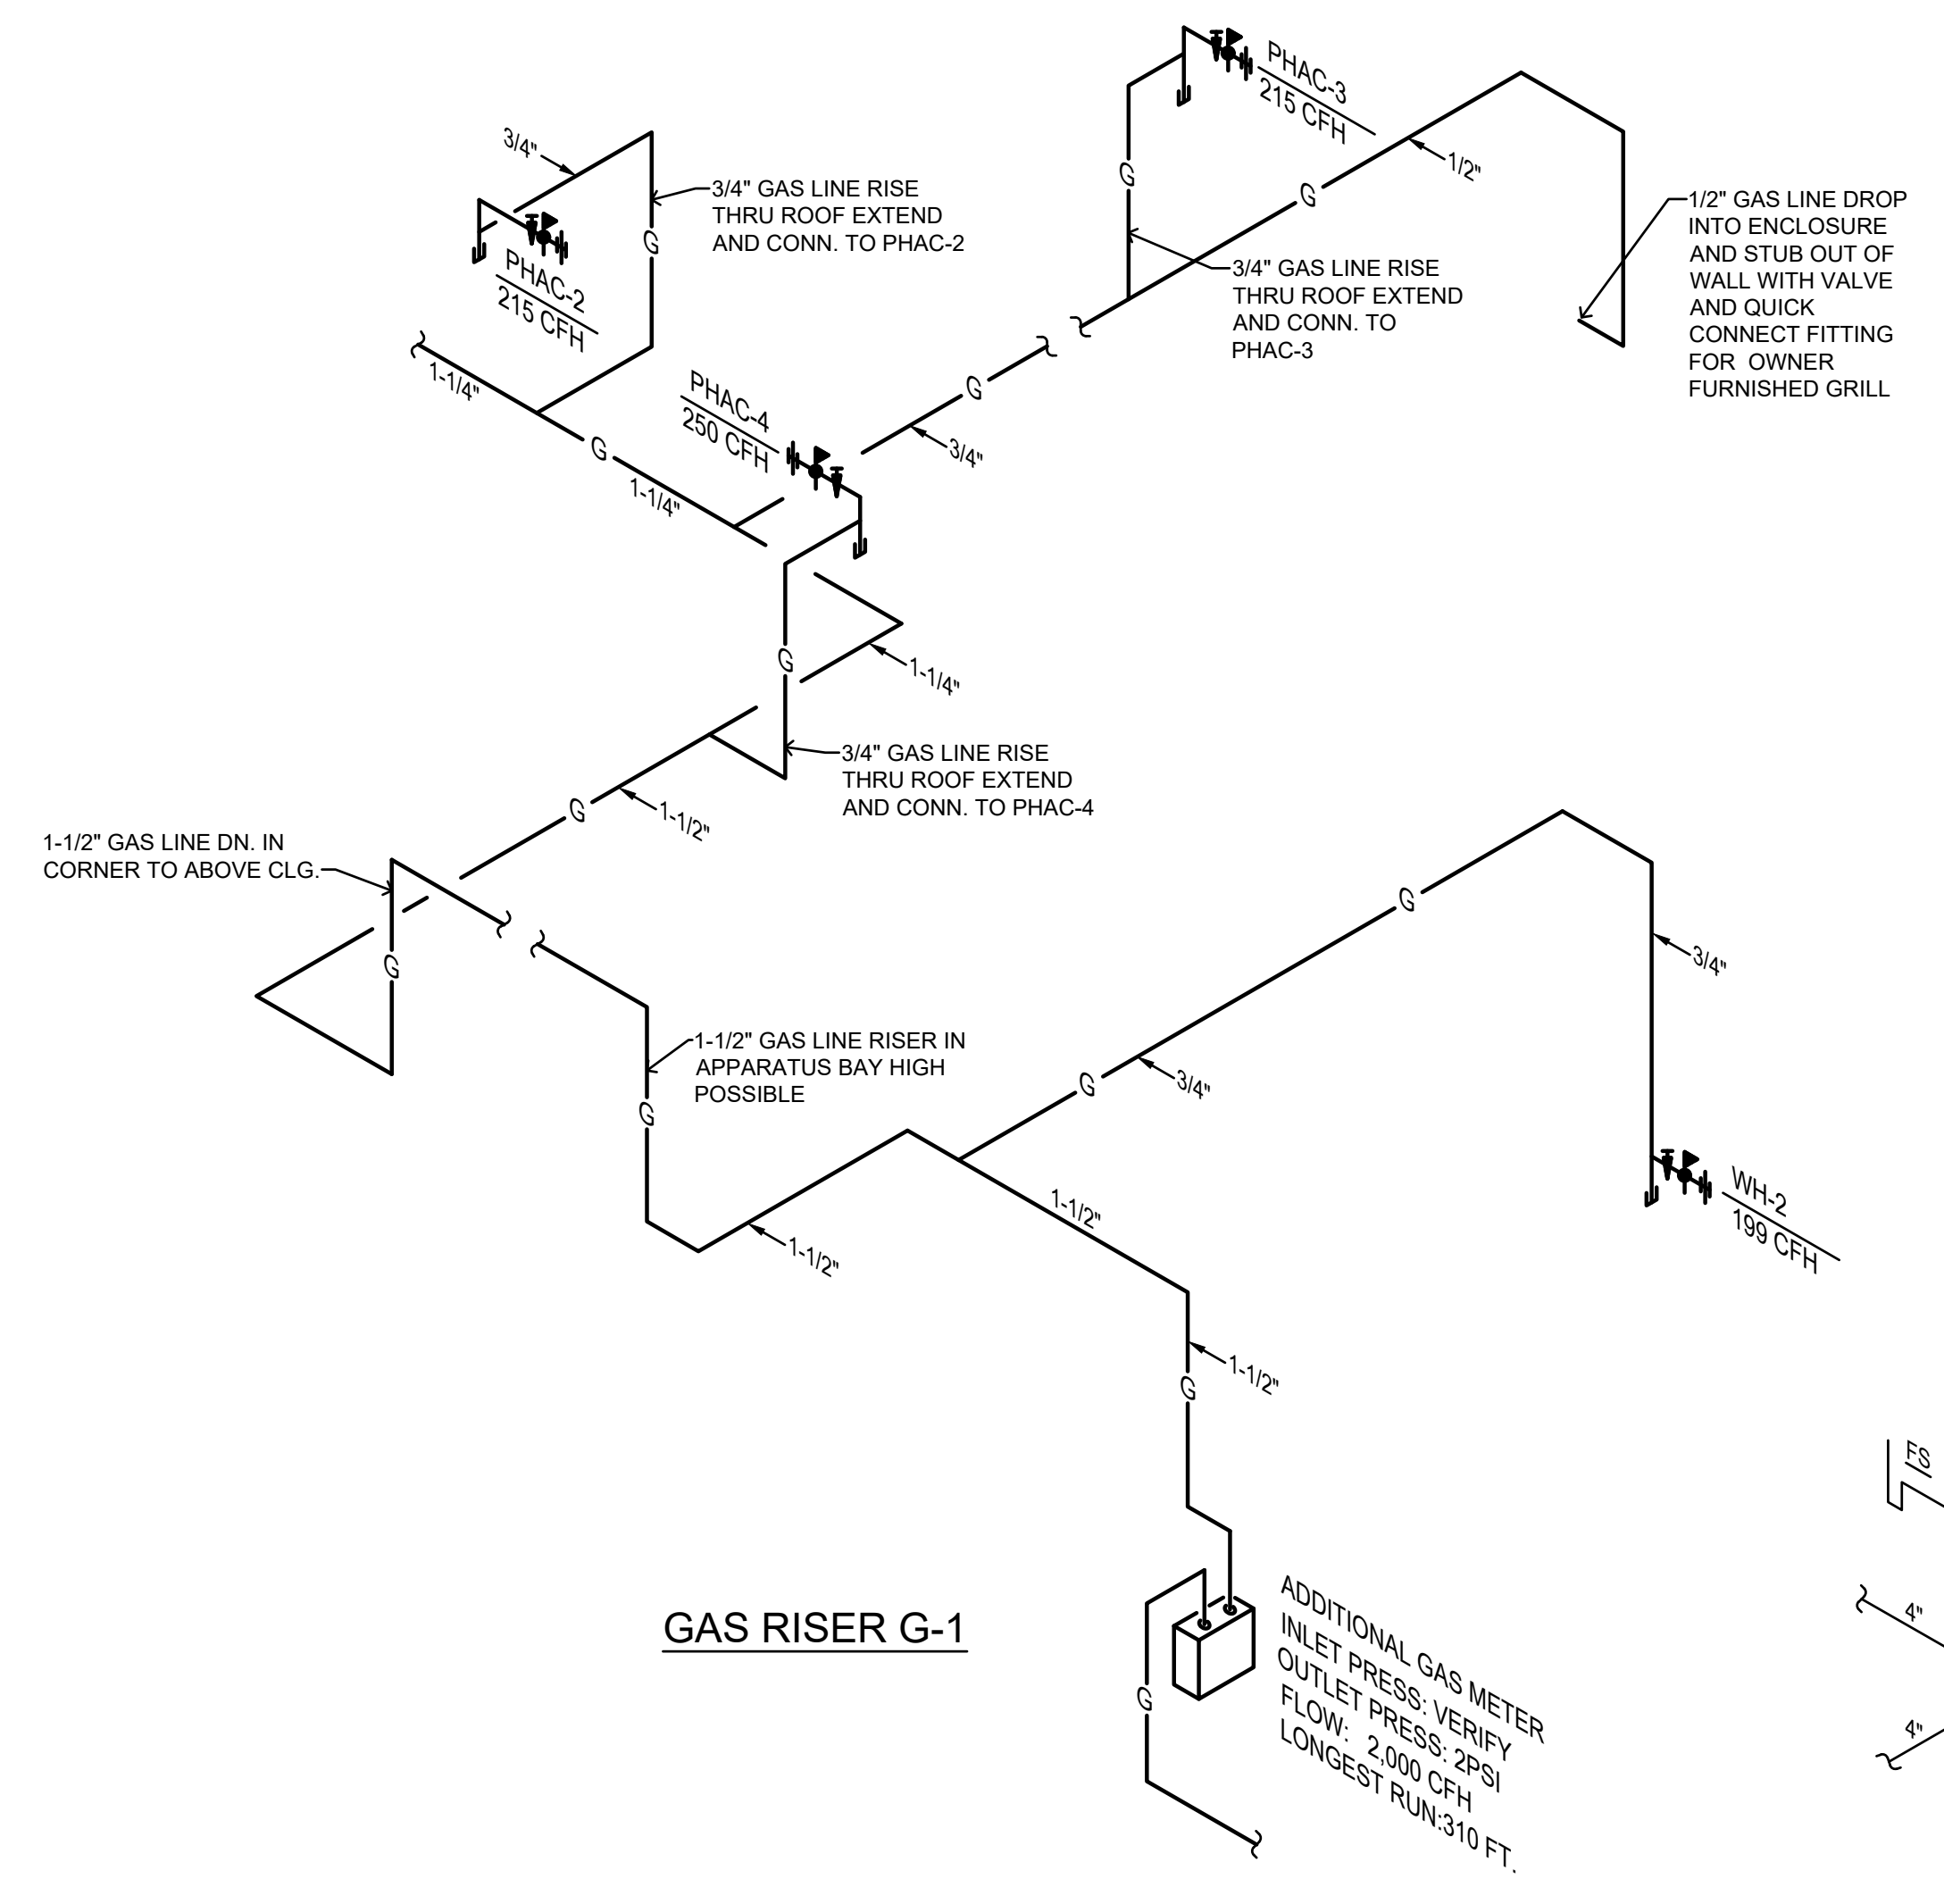 PHAC-3
215 CFH
3/4"
1/2"
3/4" GAS LINE RISE
THRU ROOF EXTEND
AND CONN. TO PHAC-2
G
G
G
1/2" GAS LINE DROP
INTO ENCLOSURE
AND STUB OUT OF
WALL WITH VALVE
AND QUICK
CONNECT FITTING
FOR OWNER
FURNISHED GRILL
PHAC-2
215 CFH
3/4" GAS LINE RISE
THRU ROOF EXTEND
AND CONN. TO
PHAC-3
1-1/4"
PHAC-4
250 CFH
G
G
3/4"
1-1/4"
G
1-1/4"
3/4" GAS LINE RISE
THRU ROOF EXTEND
AND CONN. TO PHAC-4
G
1-1/2"
1-1/2" GAS LINE DN. IN
CORNER TO ABOVE CLG.
G
G
3/4"
1-1/2" GAS LINE RISER IN
APPARATUS BAY HIGH
POSSIBLE
G
G
3/4"
1-1/2"
1-1/2"
WH-2
199 CFH
1-1/2"
G
FS
GAS RISER G-1
G
ADDITIONAL GAS METER
INLET PRESS: VERIFY
OUTLET PRESS: 2PSI
FLOW: 2,000 CFH
LONGEST RUN:310 FT.
4"
4"